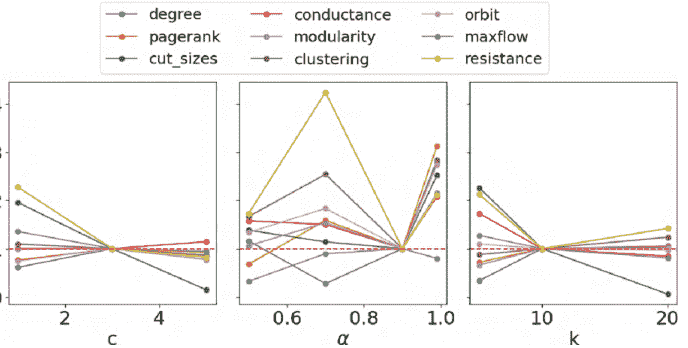 degree conductance orbit
pagerank modularity maxflow
cut_sizes clustering resistance
2 4 0.6 0.8 1.0 10 20
c α k